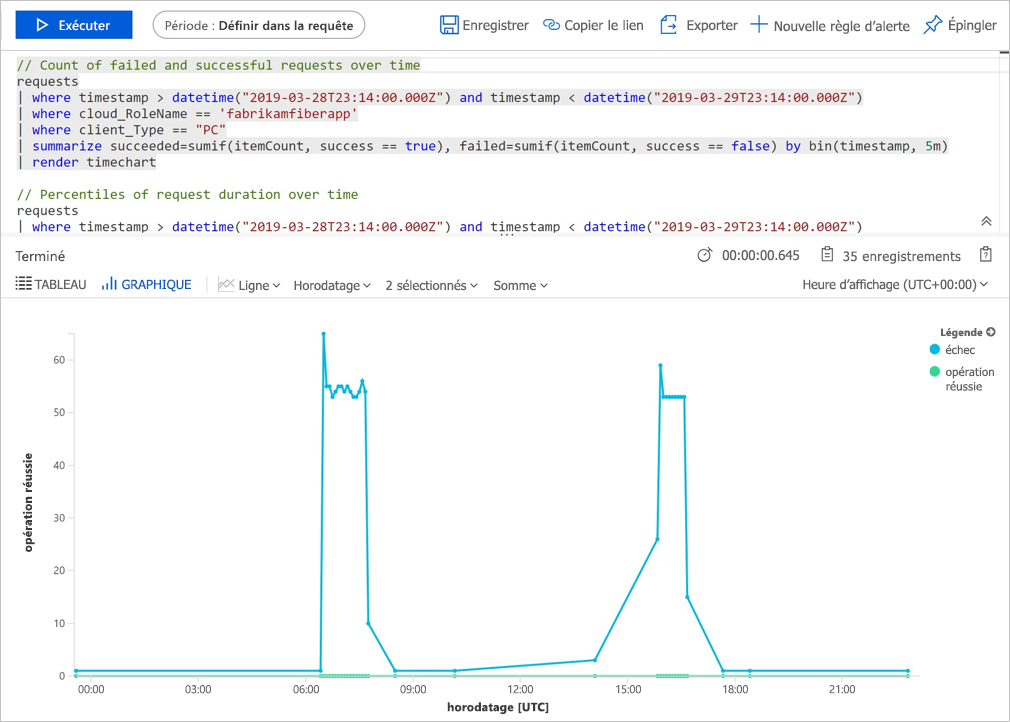 Exécuter
Période : Définir dans la requête
Enregistrer
Copier le lien
Exporter
Nouvelle règle d’alerte
Épingler
// Count of failed and successful requests over time
requests
| where timestamp > datetime("2019-03-28T23:14:00.000Z") and timestamp < datetime("2019-03-29T23:14:00.000Z")
| where cloud_RoleName == 'fabrikamfiberapp'
| where client_Type == "PC"
| summarize succeeded=sumif(itemCount, success == true), failed=sumif(itemCount, success == false) by bin(timestamp, 5m)
| render timechart
// Percentiles of request duration over time
requests
| where timestamp > datetime("2019-03-28T23:14:00.000Z") and timestamp < datetime("2019-03-29T23:14:00.000Z")
Terminé
00:00:00.645
35 enregistrements
TABLEAU
GRAPHIQUE
Ligne
Horodatage
2 sélectionnés
Somme
Heure d’affichage (UTC+00:00)
Légende
échec
opération
réussie
opération réussie
60
50
40
30
20
10
0
00:00
03:00
06:00
09:00
12:00
15:00
18:00
21:00
horodatage [UTC]